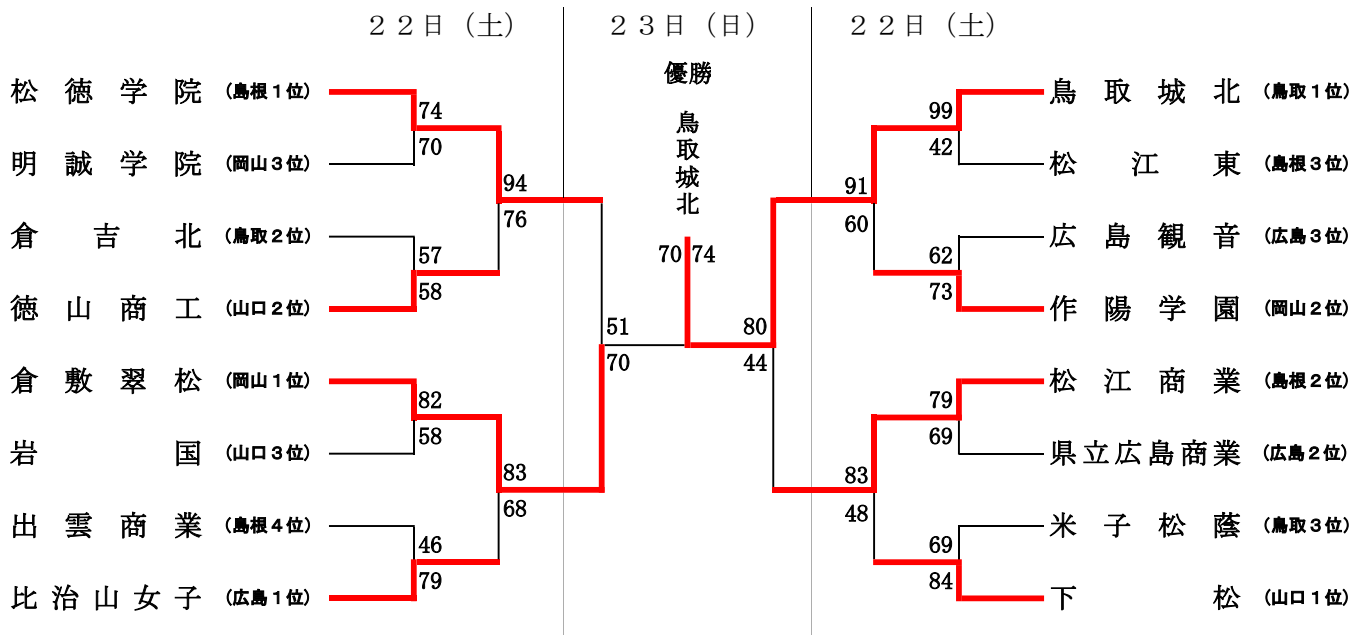 ２２日（土） ２３日（日） ２２日（土）
優勝
鳥取城北
松徳学院 (島根１位) 74 99 鳥取城北 (鳥取１位)
明誠学院 (岡山３位) 70 42 松江東 (島根３位)
94 91
76 60
倉吉北 (鳥取２位) 57 62 広島観音 (広島３位)
70 74
徳山商工 (山口２位) 58 73 作陽学園 (岡山２位)
51 80
70 44
倉敷翠松 (岡山１位) 82 79 松江商業 (島根２位)
岩国 (山口３位) 58 69 県立広島商業 (広島２位)
83 83
68 48
出雲商業 (島根４位) 46 69 米子松蔭 (鳥取３位)
比治山女子 (広島１位) 79 84 下松 (山口１位)